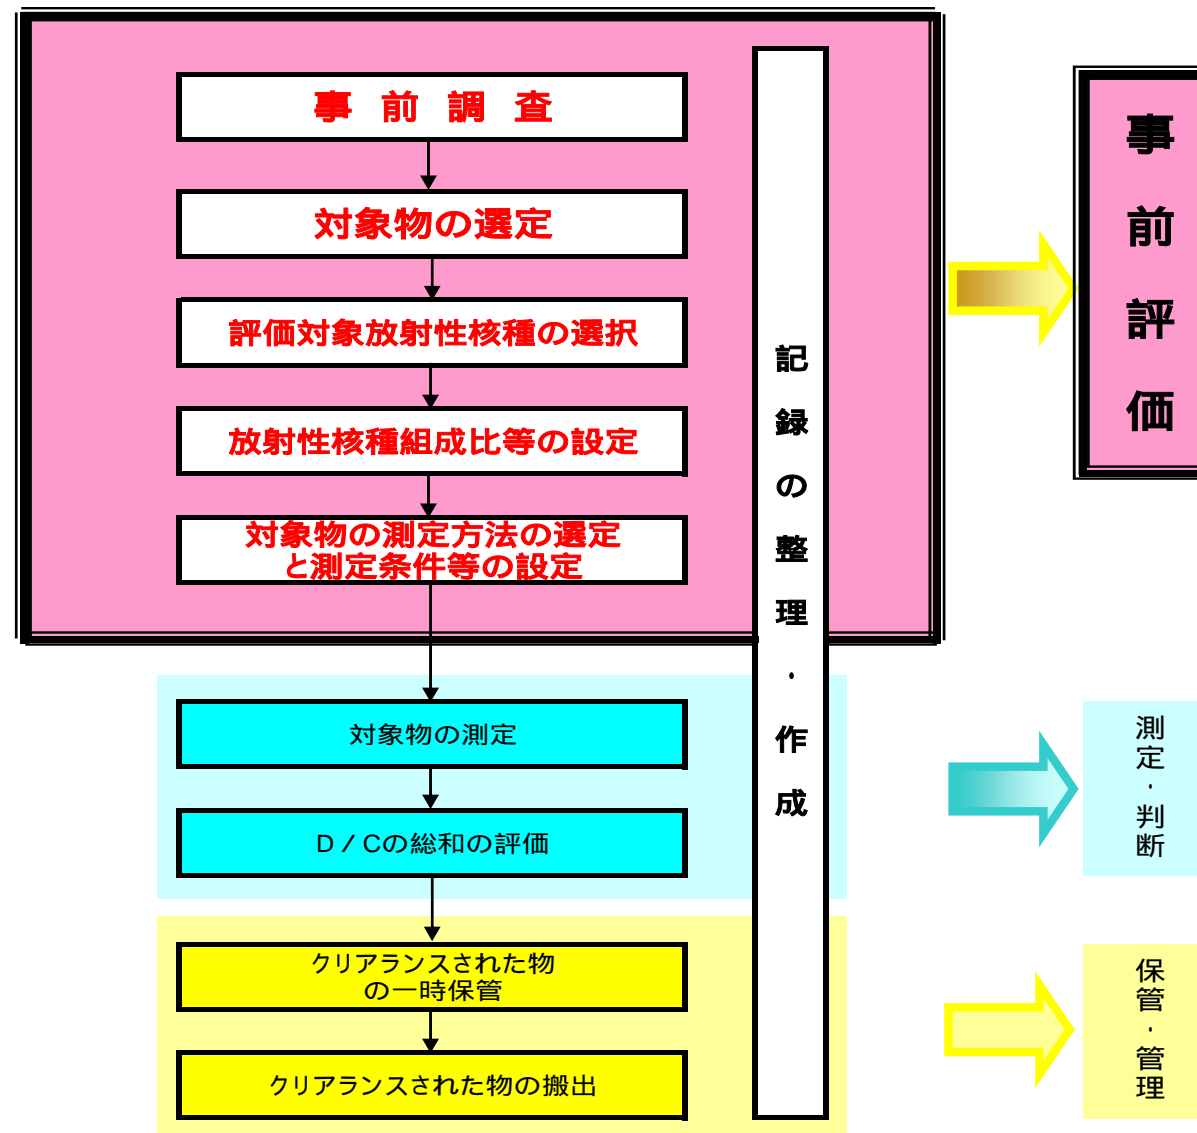 事前調査
対象物の選定
評価対象放射性核種の選択
放射性核種組成比等の設定
対象物の測定方法の選定
と測定条件等の設定
対象物の測定
D／Cの総和の評価
クリアランスされた物
の一時保管
クリアランスされた物の搬出
記録の整理・作成
事前評価
測定・判断
保管・管理